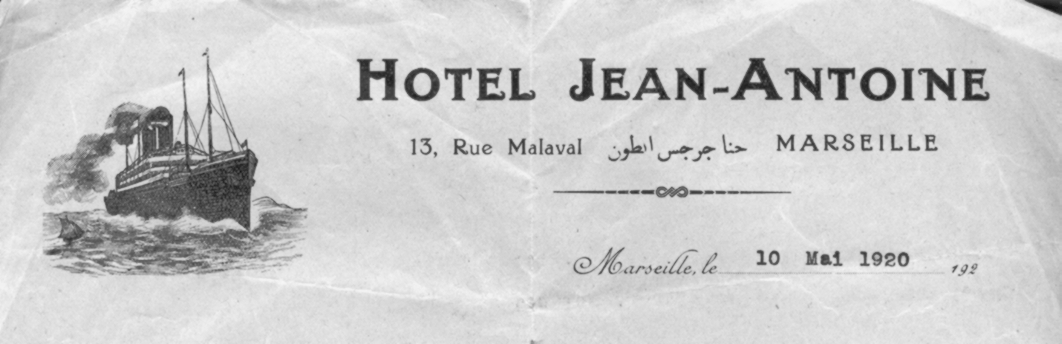 HOTEL JEAN-ANTOINE
13, Rue Malaval حنا جرجس انطون MARSEILLE
Marseille, le 10 Mai 1920 192